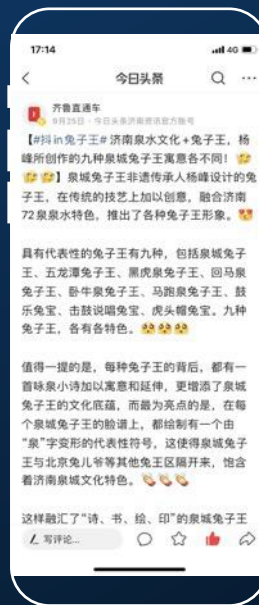 17:14
4G
今日头条
齐鲁直通车
9月25日·今日头条济南资讯官方账号
【#抖in兔子王# 济南泉水文化+兔子王，杨
峰所创作的九种泉城兔子王寓意各不同！
】泉城兔子王非遗传承人杨峰设计的兔
子王，在传统的技艺上加以创意，融合济南
72泉泉水特色，推出了各种兔子王形象。
具有代表性的兔子王有九种，包括泉城兔子
王、五龙潭兔子王、黑虎泉兔子王、回马泉
兔子王、卧牛泉兔子王、马跑泉兔子王、鼓
乐兔宝、击鼓说唱兔宝、虎头帽兔宝。九种
兔子王，各有各特色。
值得一提的是，每种兔子王的背后，都有一
首咏泉小诗加以寓意和延伸，更增添了泉城
兔子王的文化底蕴，而最为亮点的是，在每
个泉城兔子王的脸谱上，都绘制有一个由
“泉”字变形的代表性符号，这使得泉城兔子
王与北京兔儿爷等其他兔王区隔开来，饱含
着济南泉城文化特色。
这样融汇了“诗、书、绘、印”的泉城兔子王
写评论...